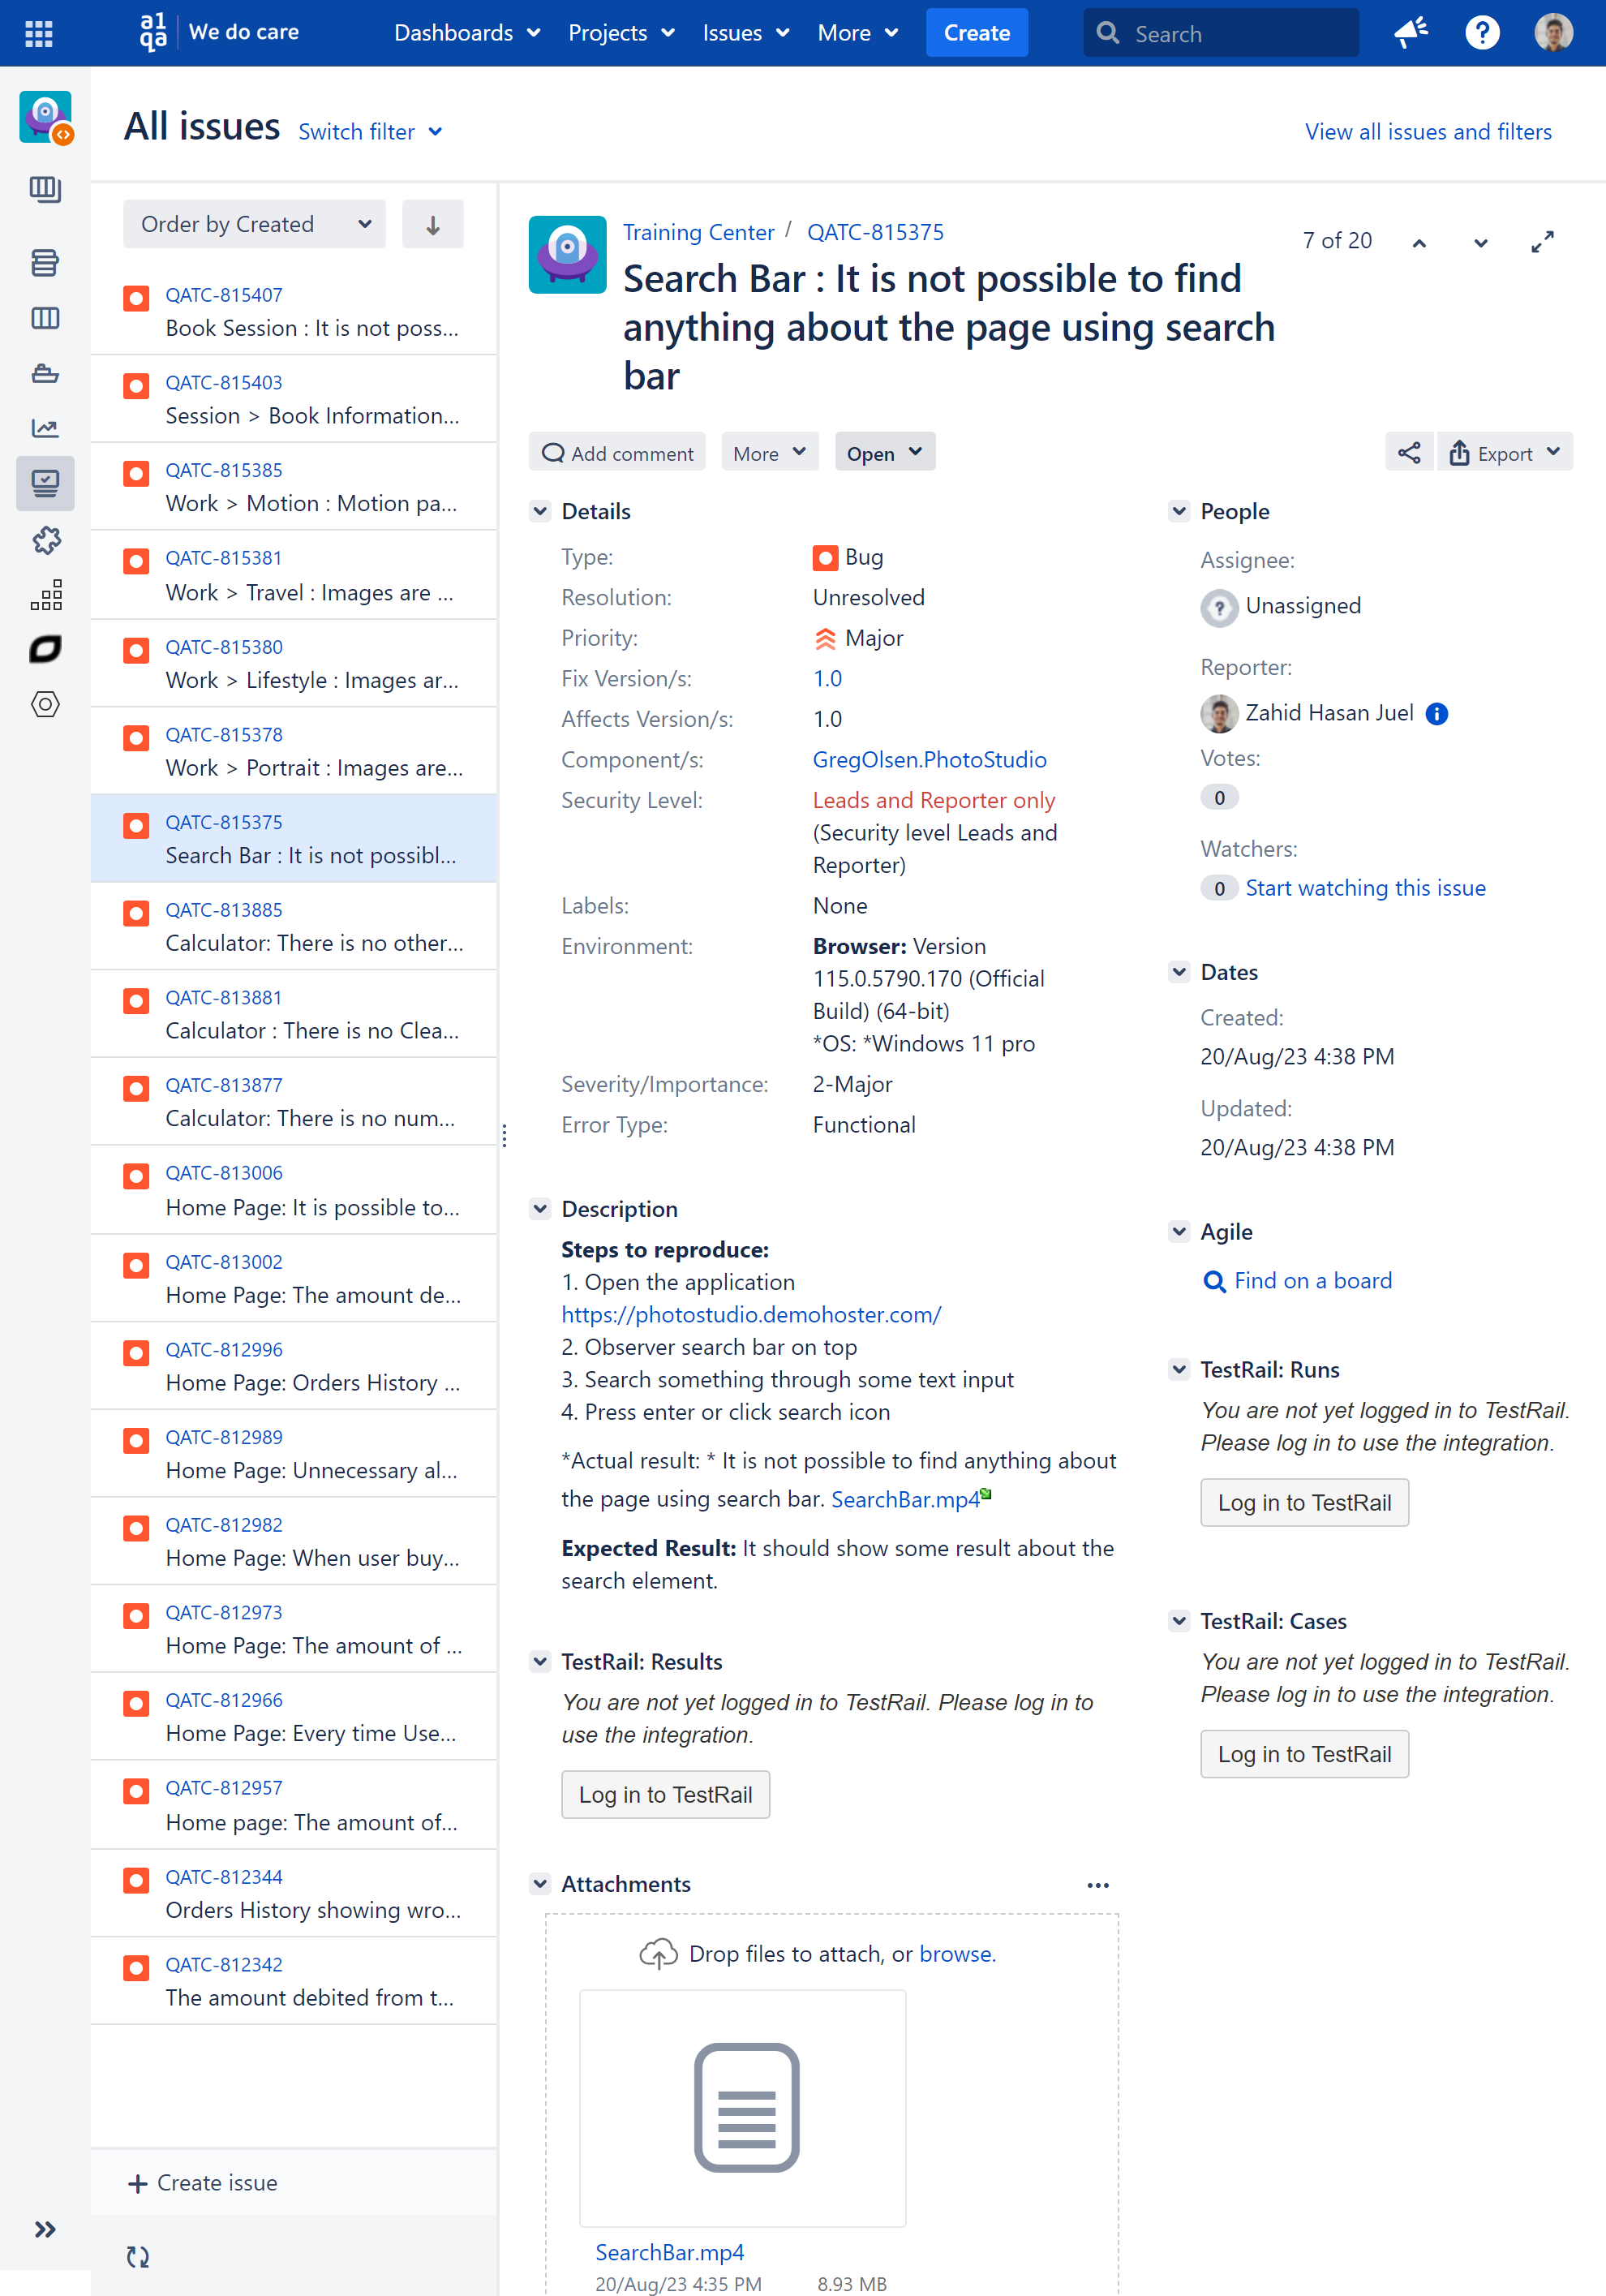 a1qa We do care Dashboards Projects Issues More Create Search
All issues Switch filter View all issues and filters
Order by Created
QATC-815407
Book Session : It is not poss...
QATC-815403
Session > Book Information...
QATC-815385
Work > Motion : Motion pa...
QATC-815381
Work > Travel : Images are ...
QATC-815380
Work > Lifestyle : Images ar...
QATC-815378
Work > Portrait : Images are...
QATC-815375
Search Bar : It is not possibl...
QATC-813885
Calculator: There is no other...
QATC-813881
Calculator : There is no Clea...
QATC-813877
Calculator: There is no num...
QATC-813006
Home Page: It is possible to...
QATC-813002
Home Page: The amount de...
QATC-812996
Home Page: Orders History ...
QATC-812989
Home Page: Unnecessary al...
QATC-812982
Home Page: When user buy...
QATC-812973
Home Page: The amount of ...
QATC-812966
Home Page: Every time Use...
QATC-812957
Home page: The amount of...
QATC-812344
Orders History showing wro...
QATC-812342
The amount debited from t...
+ Create issue
Training Center / QATC-815375
7 of 20
Search Bar : It is not possible to find
anything about the page using search
bar
Add comment More Open Export
Details
Type: Bug
Resolution: Unresolved
Priority: Major
Fix Version/s: 1.0
Affects Version/s: 1.0
Component/s: GregOlsen.PhotoStudio
Security Level: Leads and Reporter only
(Security level Leads and
Reporter)
Labels: None
Environment: Browser: Version
115.0.5790.170 (Official
Build) (64-bit)
*OS: *Windows 11 pro
Severity/Importance: 2-Major
Error Type: Functional
Description
Steps to reproduce:
1. Open the application
https://photostudio.demohoster.com/
2. Observer search bar on top
3. Search something through some text input
4. Press enter or click search icon
*Actual result: * It is not possible to find anything about
the page using search bar. SearchBar.mp4
Expected Result: It should show some result about the
search element.
TestRail: Results
You are not yet logged in to TestRail. Please log in to
use the integration.
Log in to TestRail
Attachments
Drop files to attach, or browse.
SearchBar.mp4
20/Aug/23 4:35 PM 8.93 MB
People
Assignee:
Unassigned
Reporter:
Zahid Hasan Juel
Votes:
0
Watchers:
0 Start watching this issue
Dates
Created:
20/Aug/23 4:38 PM
Updated:
20/Aug/23 4:38 PM
Agile
Find on a board
TestRail: Runs
You are not yet logged in to TestRail.
Please log in to use the integration.
Log in to TestRail
TestRail: Cases
You are not yet logged in to TestRail.
Please log in to use the integration.
Log in to TestRail